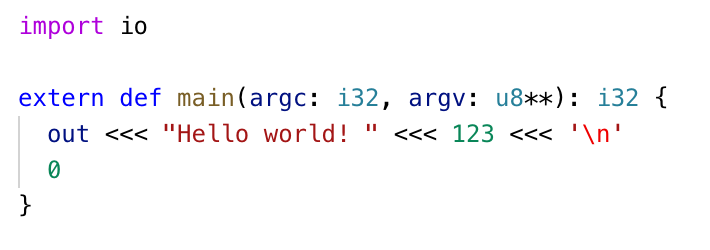 import io
extern def main(argc: i32, argv: u8**): i32 {
out <<< "Hello world! " <<< 123 <<< '\n'
0
}